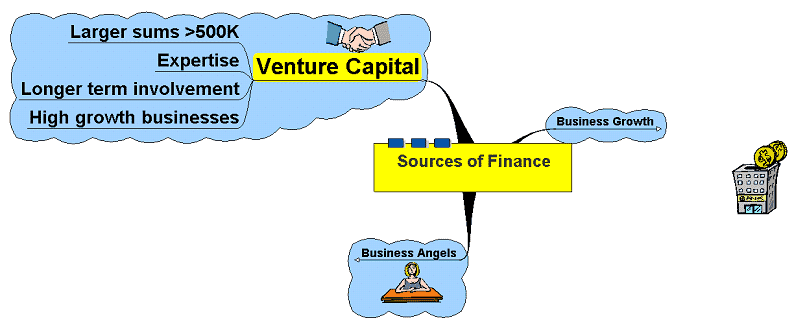 Larger sums >500K
Expertise
Longer term involvement
High growth businesses
Venture Capital
Business Growth
Sources of Finance
BANK
Business Angels